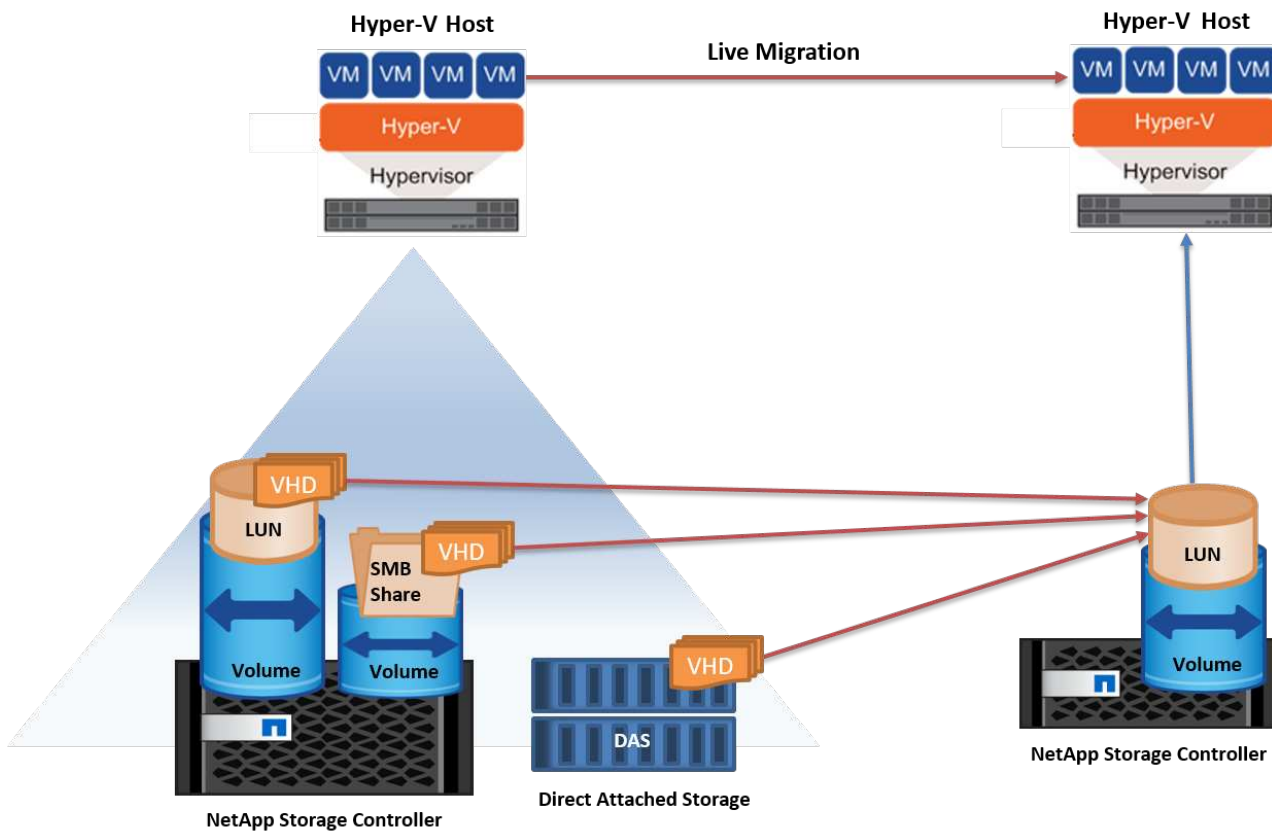 Hyper-V Host
Hyper-V Host
Live Migration
VM VM VM VM
VM VM VM VM
Hyper-V
Hyper-V
Hypervisor
Hypervisor
VHD
LUN
VHD
SMB
Share
LUN
VHD
Volume
Volume
Volume
DAS
NetApp Storage Controller
Direct Attached Storage
NetApp Storage Controller